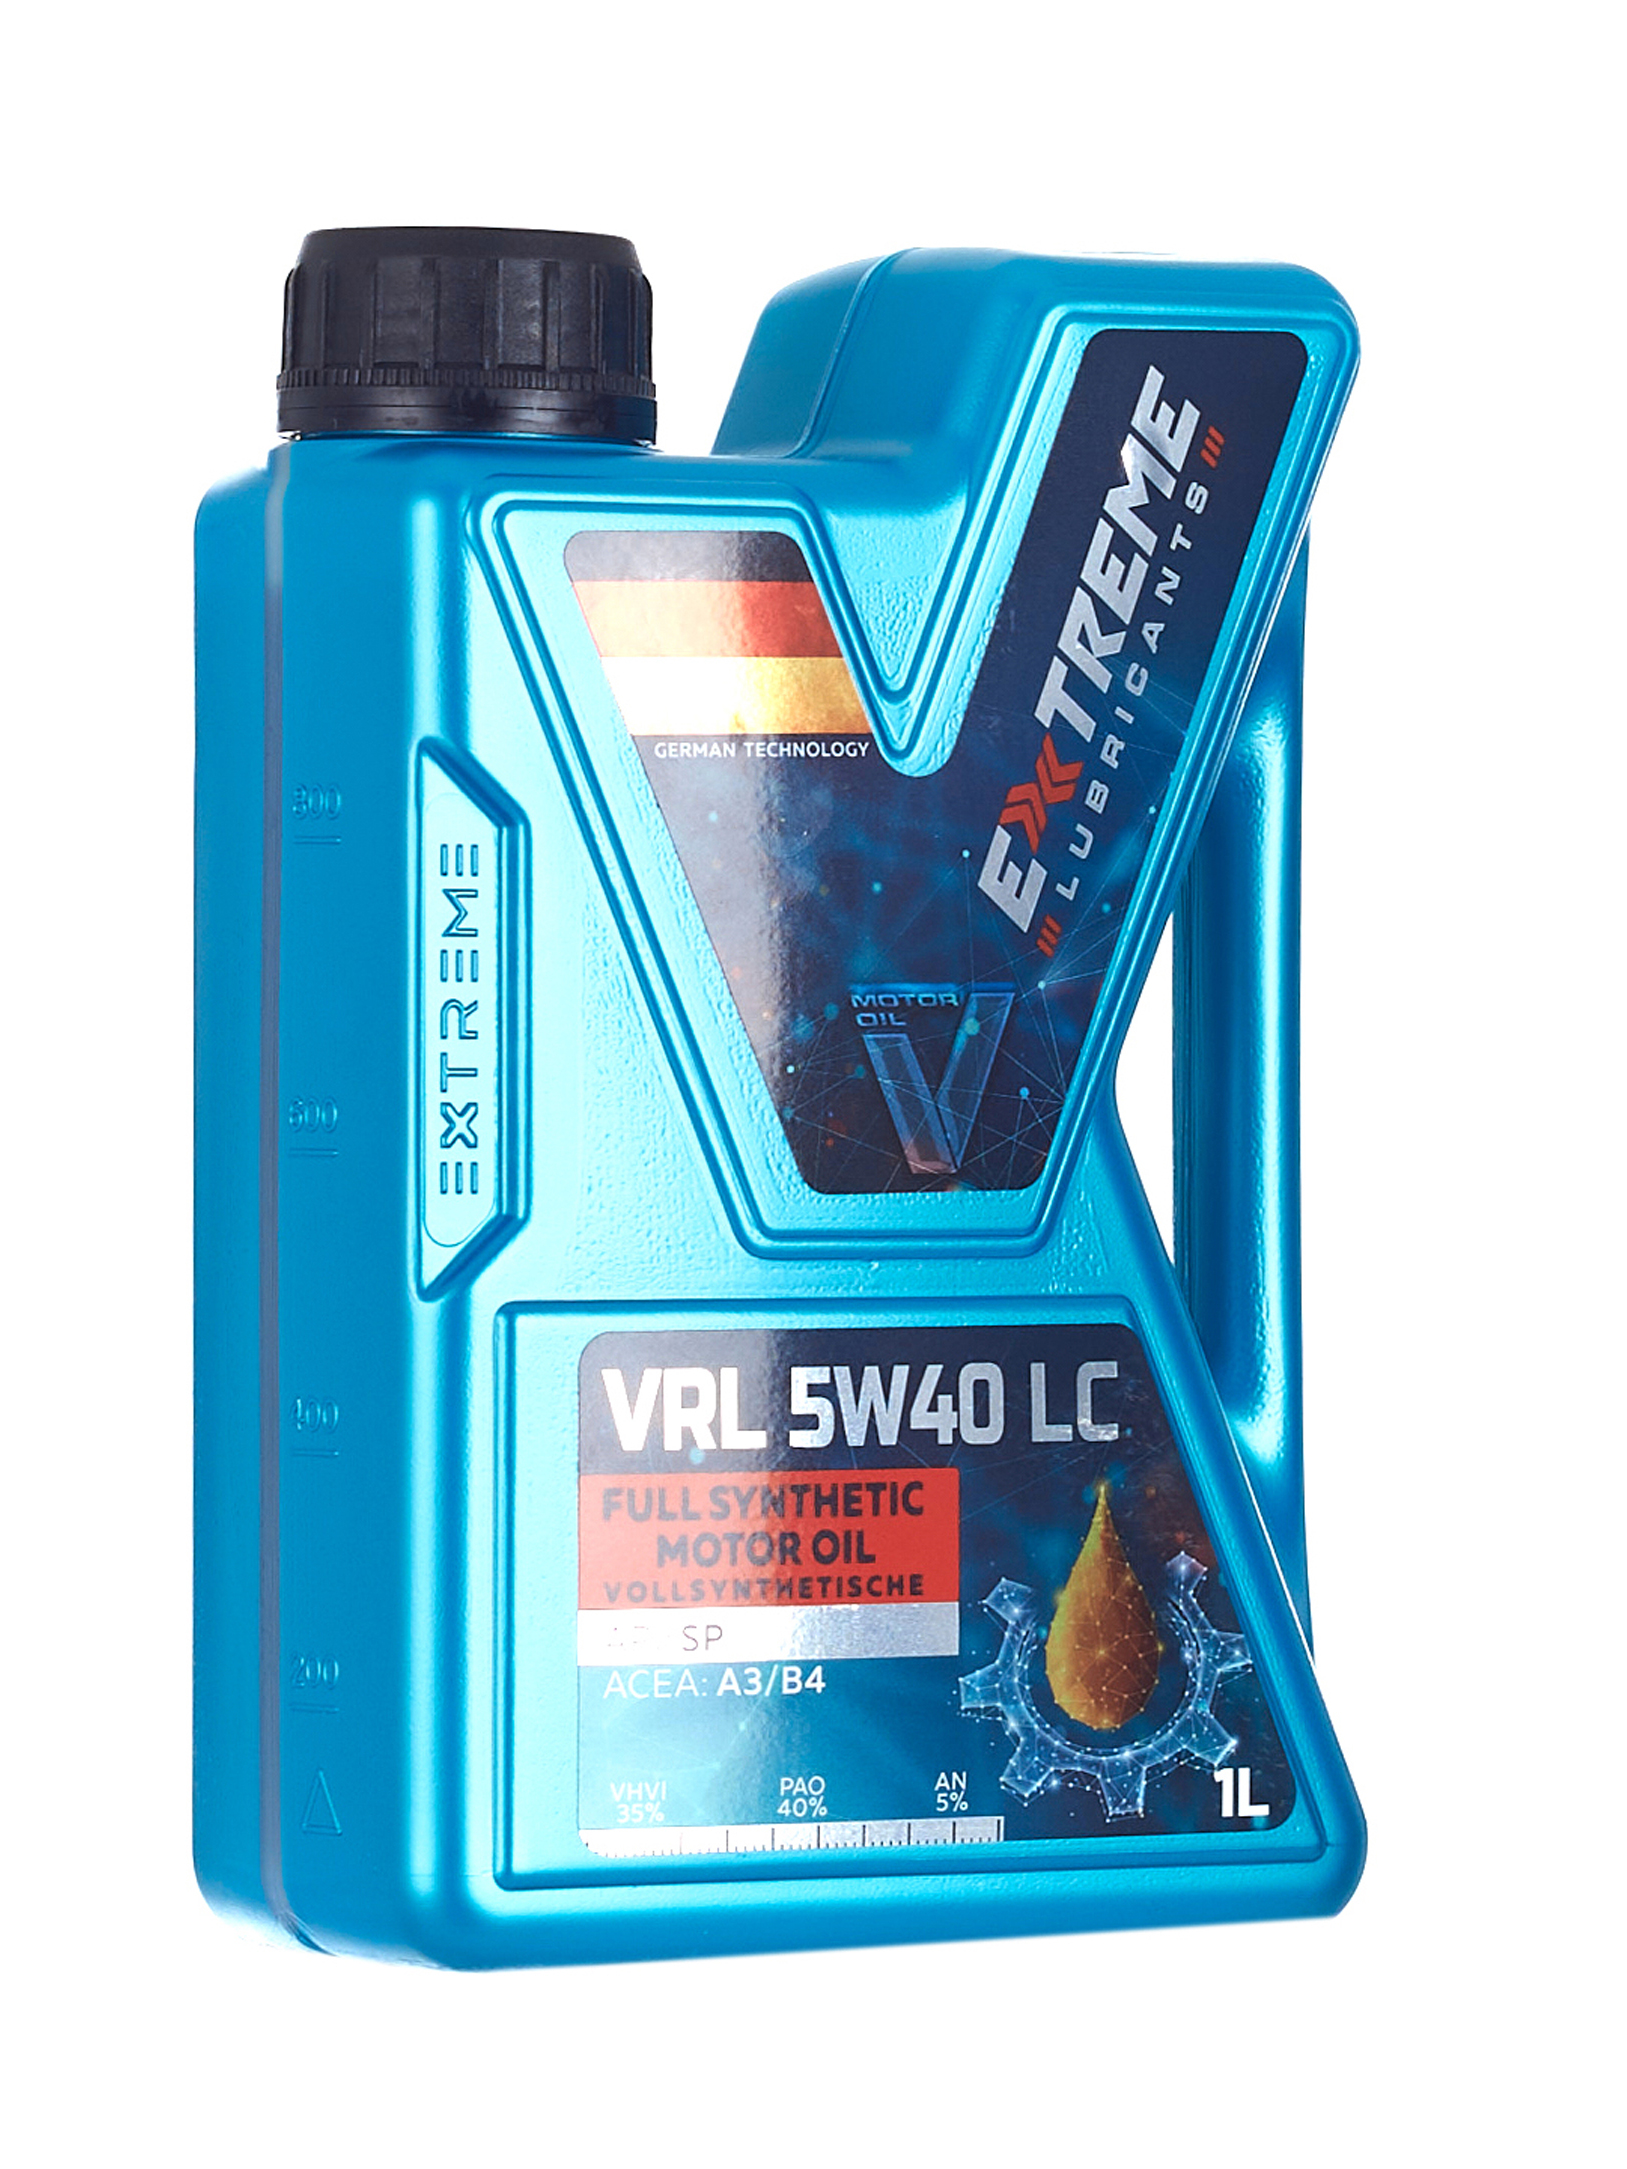 GERMAN TECHNOLOGY
EXTREME
LUBRICANTS
MOTOR
OIL
V
EXTREME
800
600
400
200
VRL 5W40 LC
FULL SYNTHETIC
MOTOR OIL
VOLLSYNTHETISCHE
SP
ACEA: A3/B4
VHVI
35%
PAO
40%
AN
5%
1L